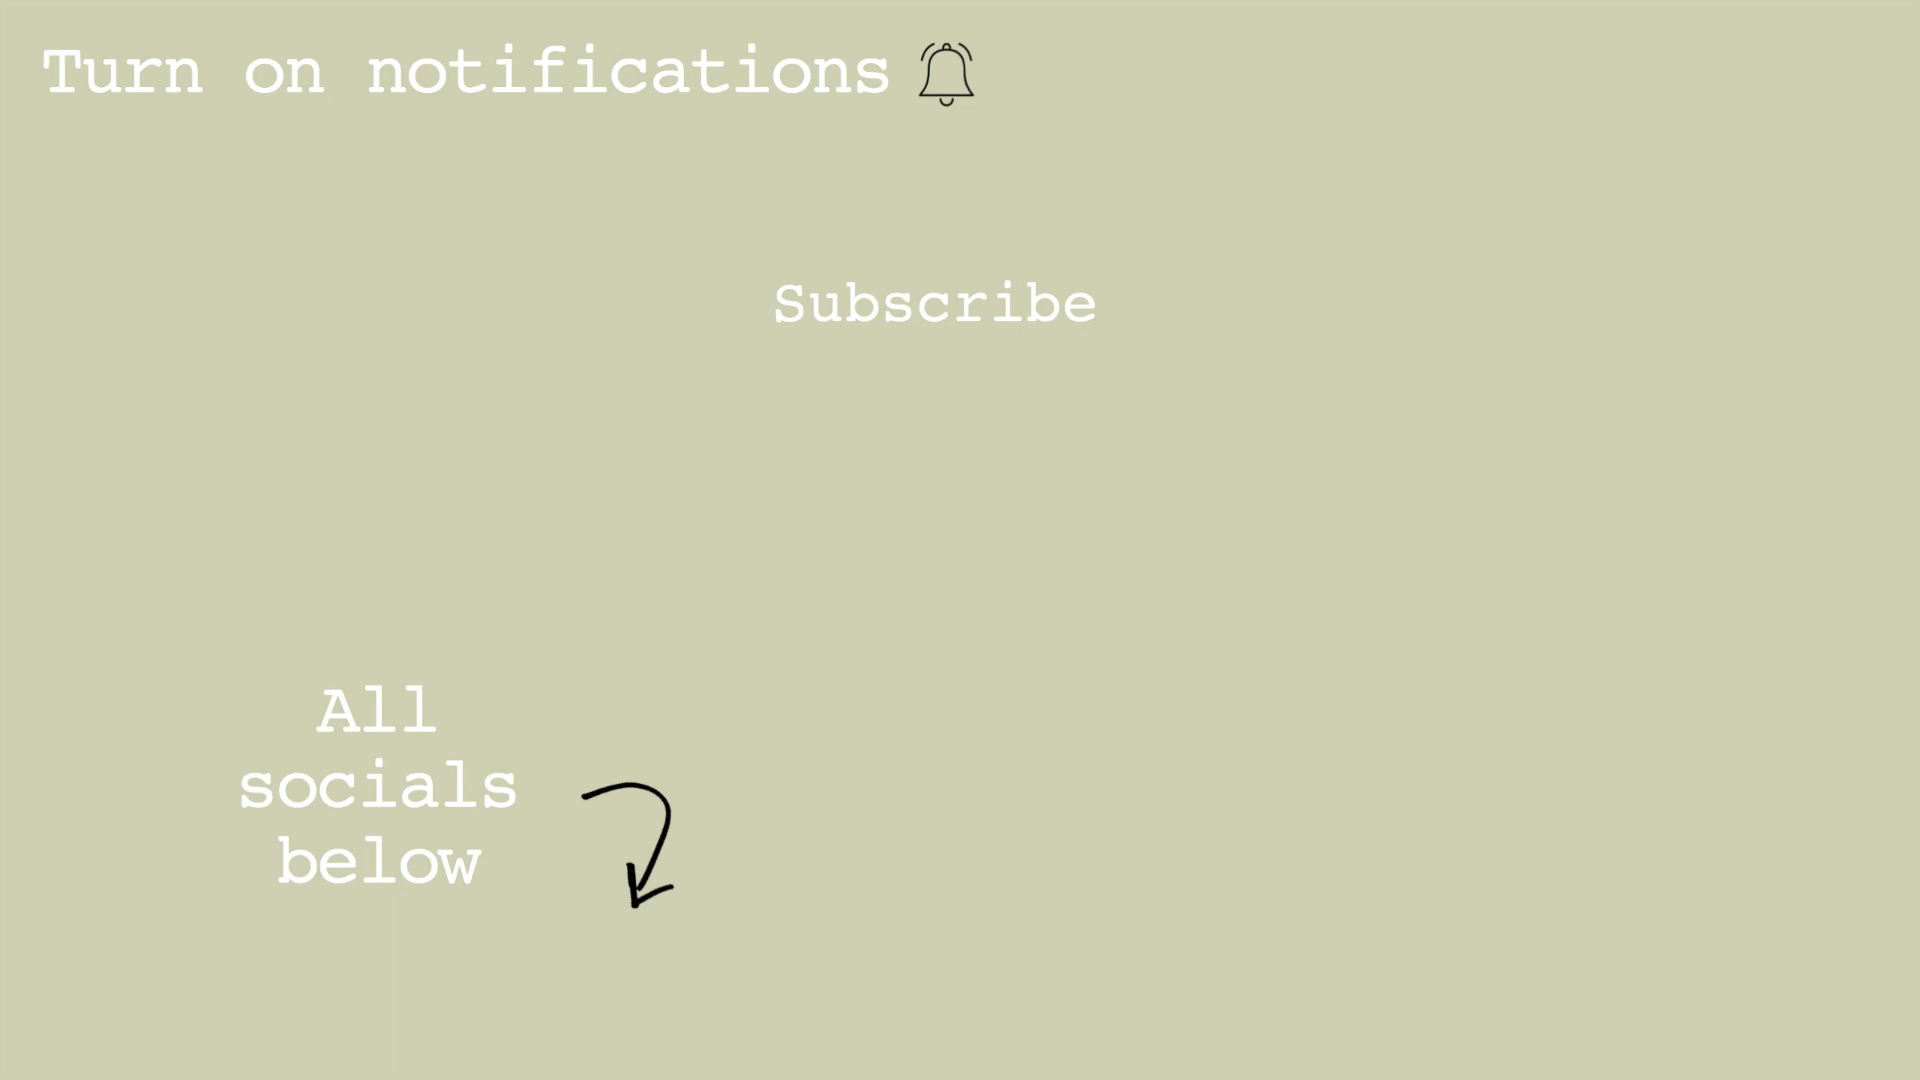 Turn on notifications
Subscribe
All
socials
below